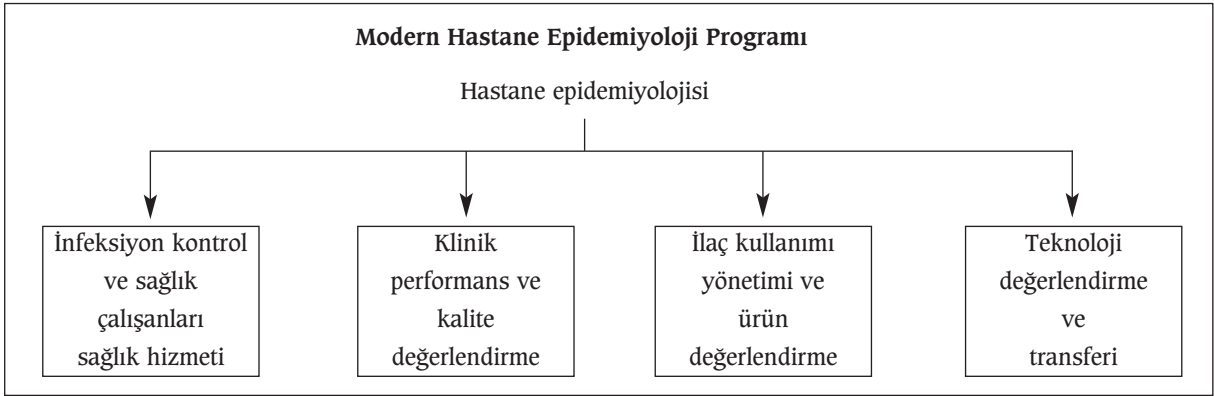 Modern Hastane Epidemiyoloji Programı
Hastane epidemiyolojisi
İnfeksiyon kontrol
ve sağlık
çalışanları
sağlık hizmeti
Klinik
performans ve
kalite
değerlendirme
İlaç kullanımı
yönetimi ve
ürün
değerlendirme
Teknoloji
değerlendirme
ve
transferi